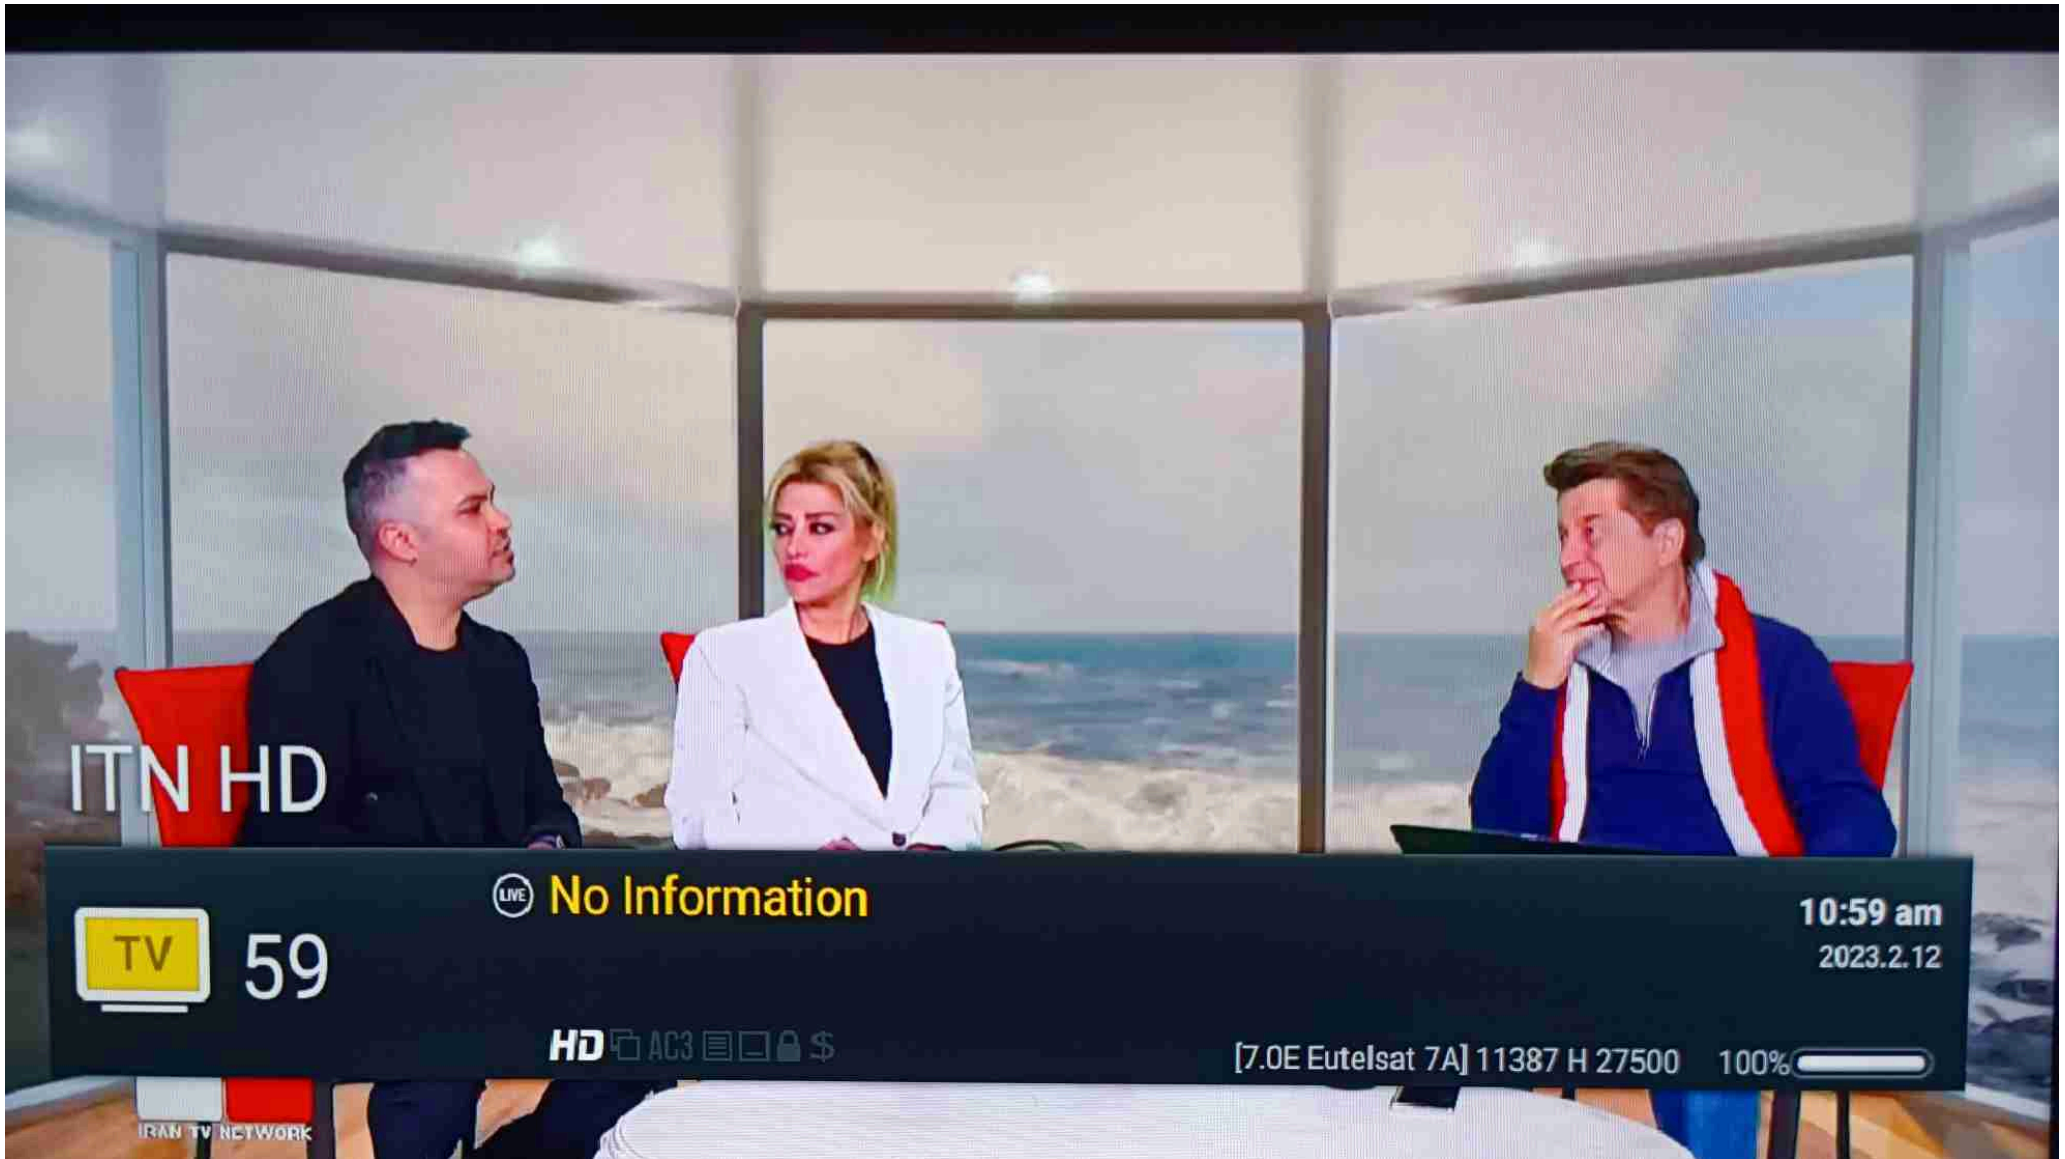 ITN HD
LIVE No Information
TV 59
10:59 am
2023.2.12
HD AC3 $
[7.0E Eutelsat 7A] 11387 H 27500 100%
IRAN TV NETWORK